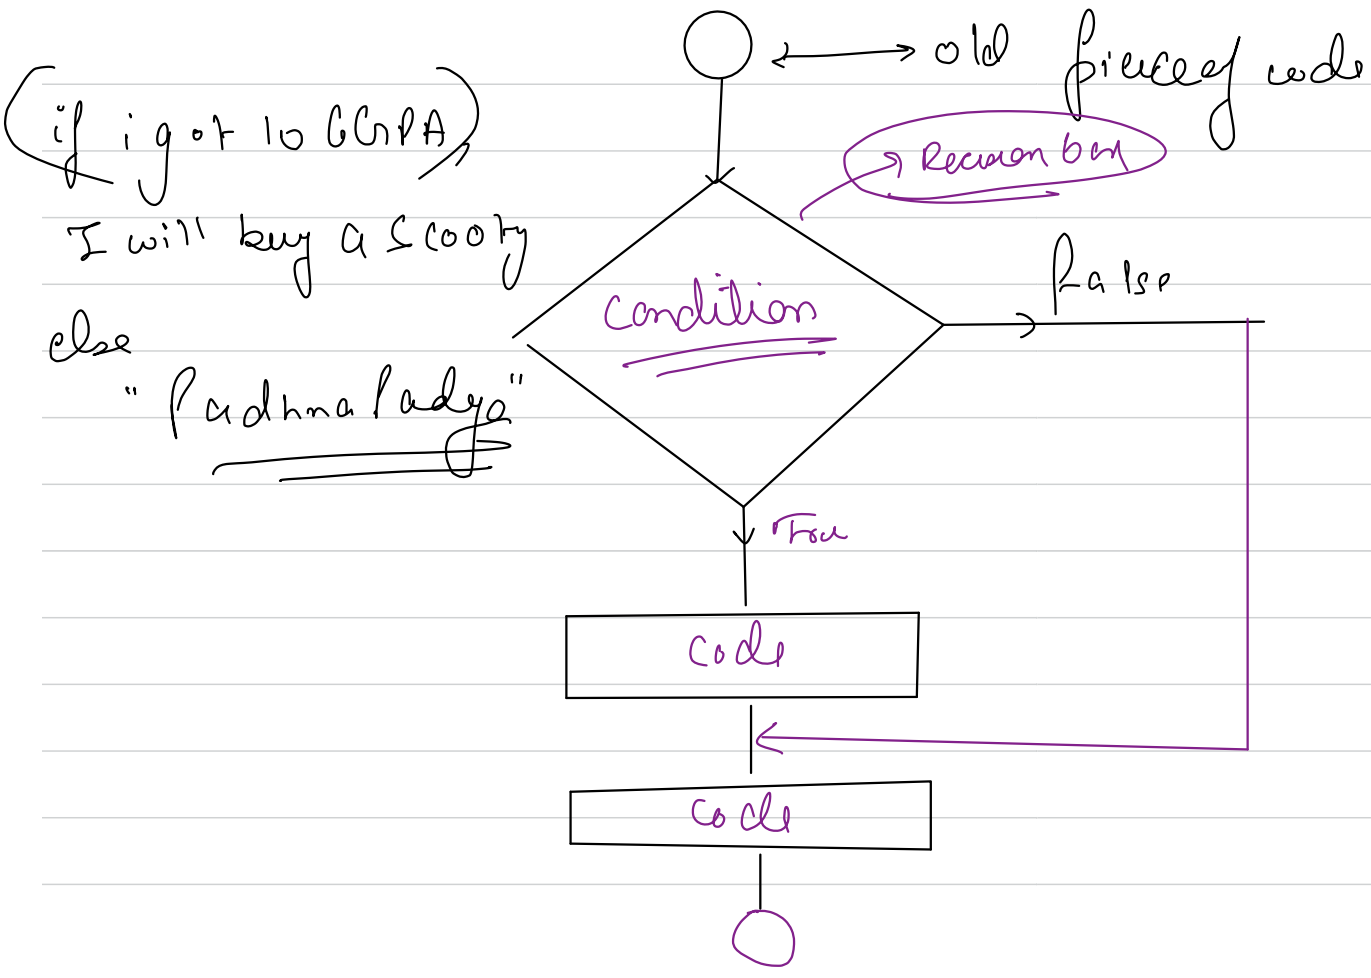 old piece of code
(if i got 10 CGPA)
I will buy a Scooty
else
"Padhna Padega"
Decision box
Condition
False
True
Code
Code